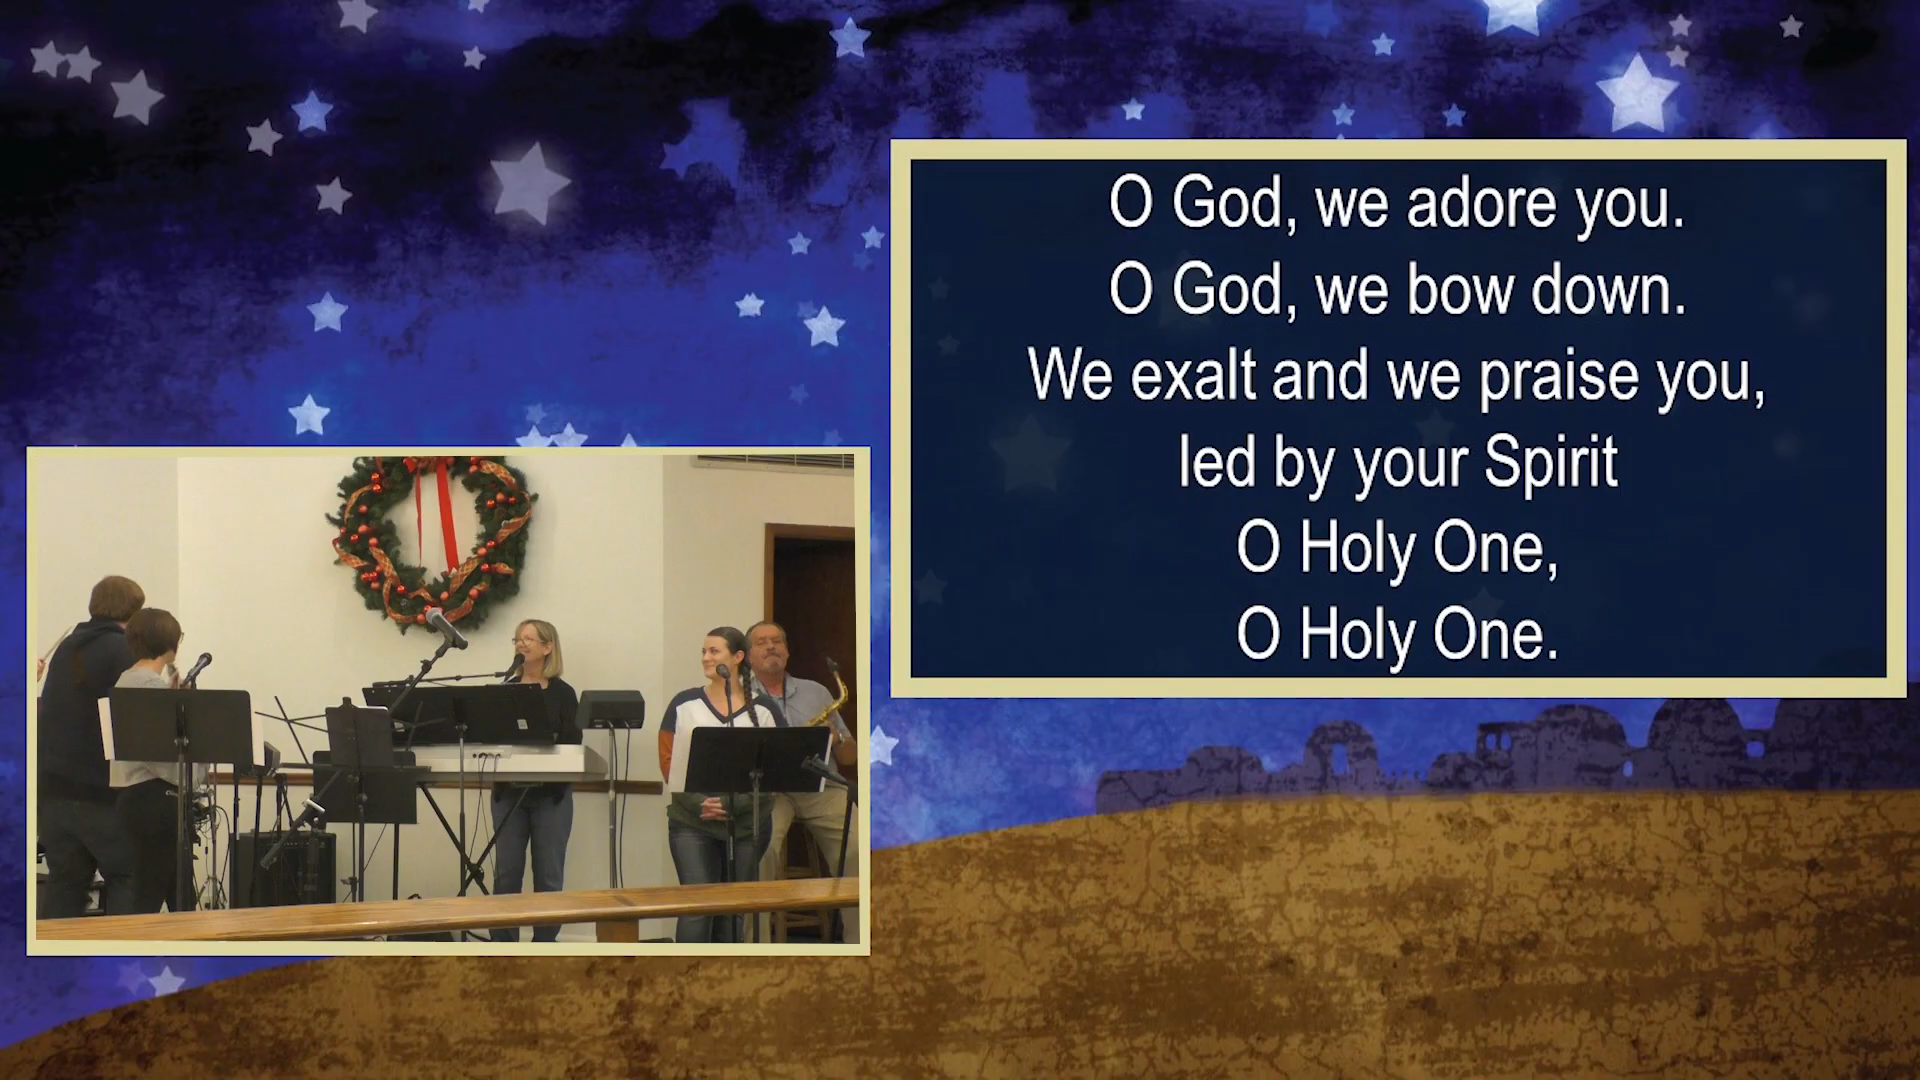 O God, we adore you.
O God, we bow down.
We exalt and we praise you,
led by your Spirit
O Holy One,
O Holy One.